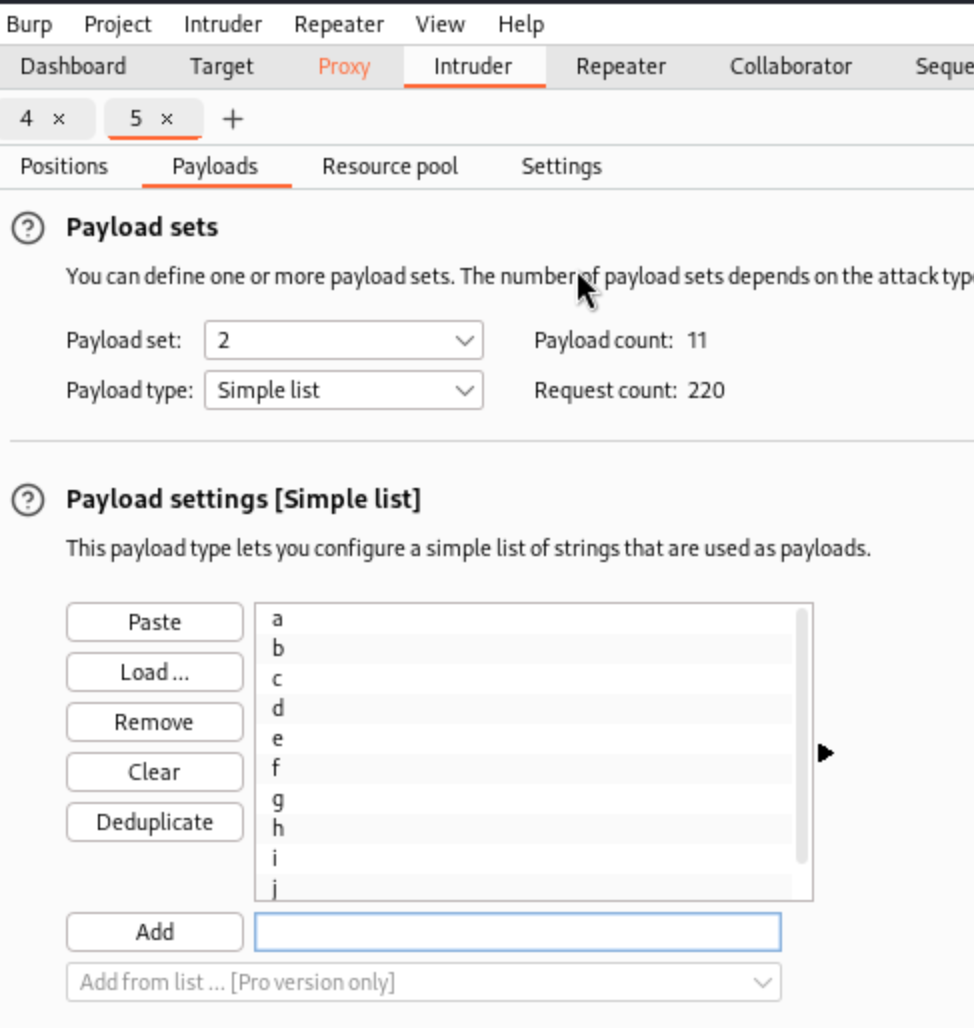 Burp Project Intruder Repeater View Help
Dashboard Target Proxy Intruder Repeater Collaborator Seque
4 × 5 × +
Positions Payloads Resource pool Settings
? Payload sets
You can define one or more payload sets. The number of payload sets depends on the attack type
Payload set: 2 Payload count: 11
Payload type: Simple list Request count: 220
? Payload settings [Simple list]
This payload type lets you configure a simple list of strings that are used as payloads.
Paste
Load ...
Remove
Clear
Deduplicate
a
b
c
d
e
f
g
h
i
j
Add
Add from list ... [Pro version only]